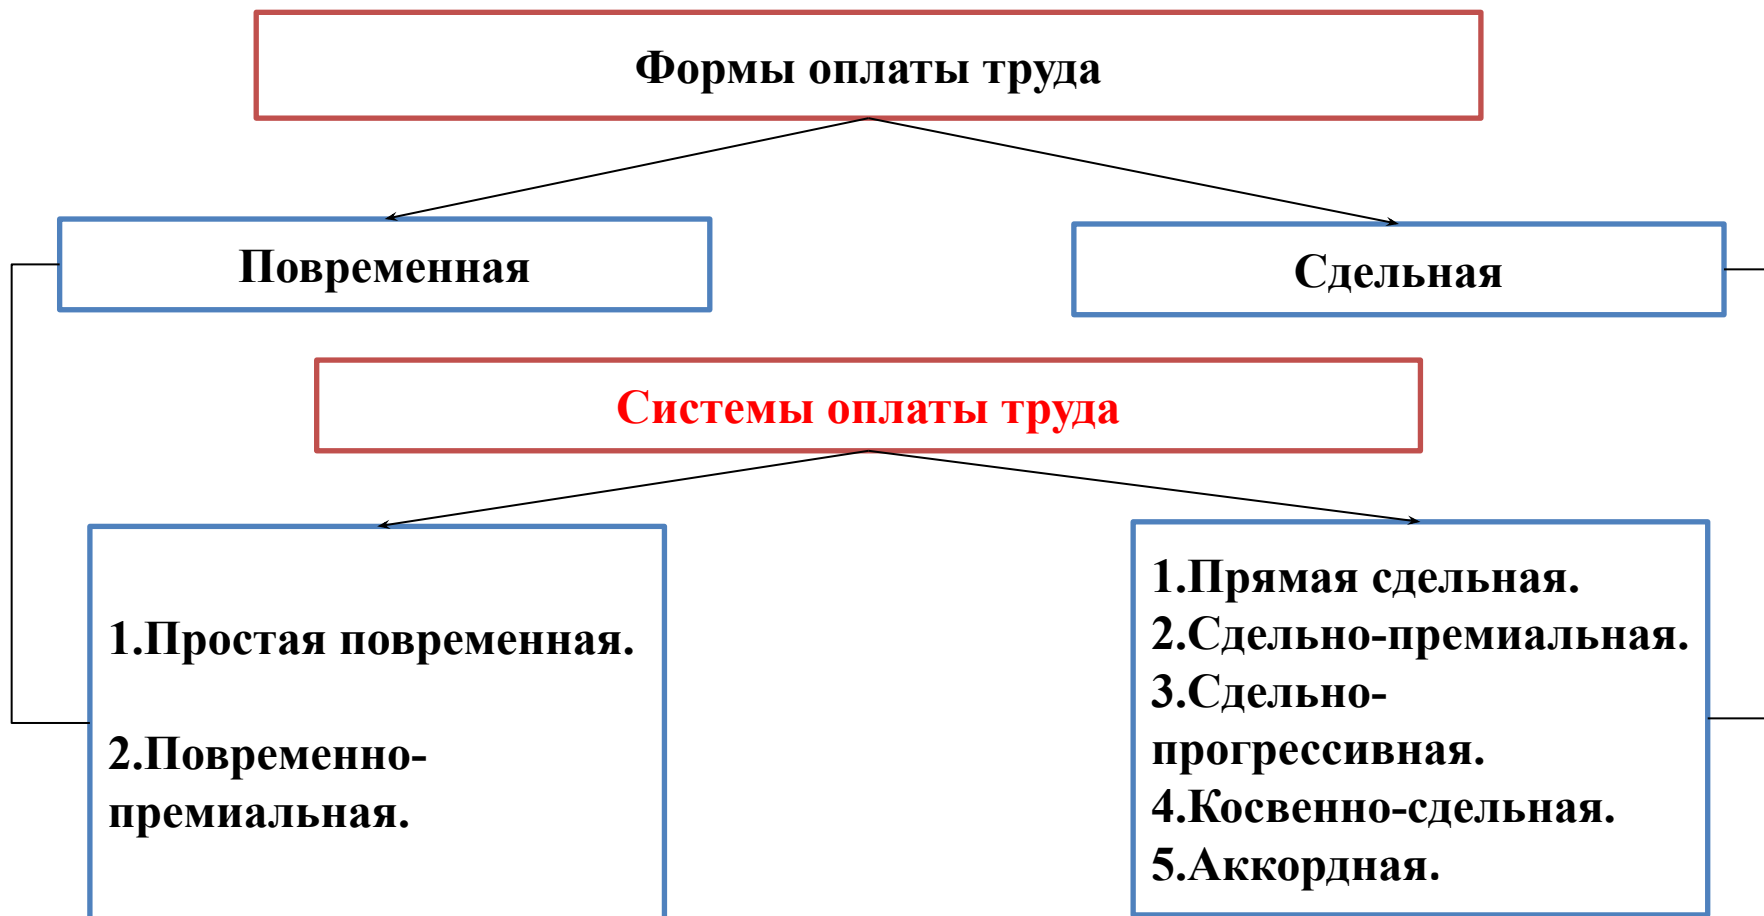 Формы оплаты труда
Повременная
Сдельная
Системы оплаты труда
1.Простая повременная.
2.Повременно-
премиальная.
1.Прямая сдельная.
2.Сдельно-премиальная.
3.Сдельно-
прогрессивная.
4.Косвенно-сдельная.
5.Аккордная.